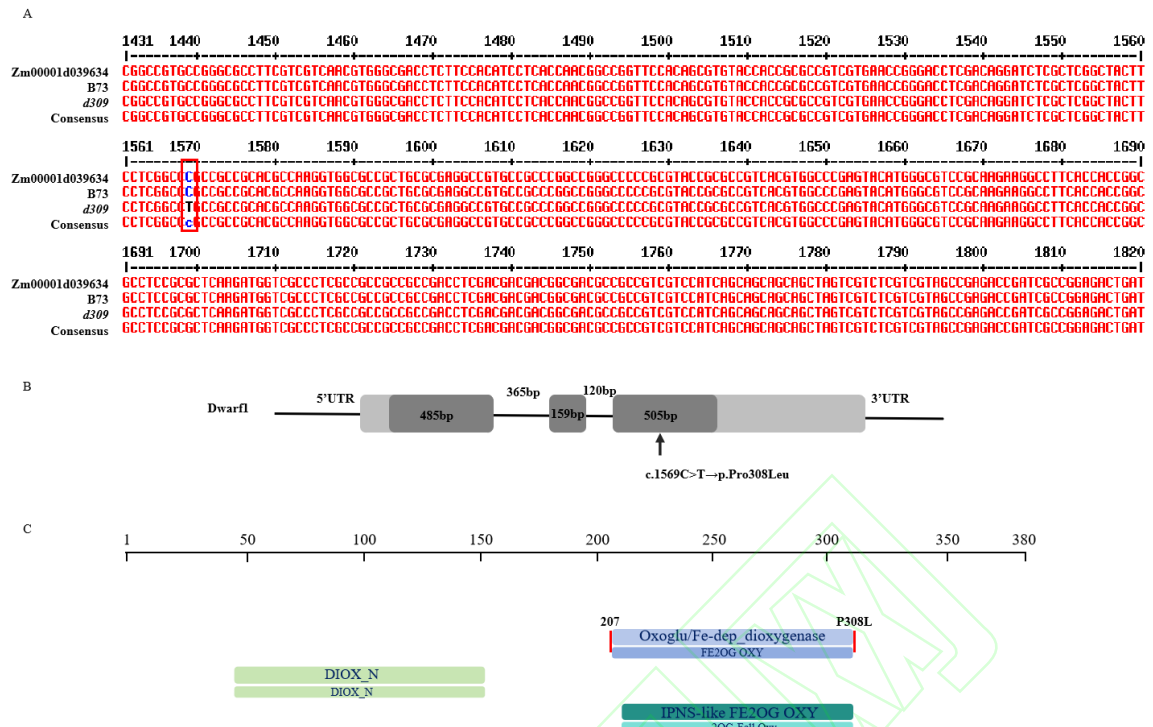 A
1431 1440 1450 1460 1470 1480 1490 1500 1510 1520 1530 1540 1550 1560
Zm00001d039634 CGGCCGTGCCGGGCGCCTTCGTCGTCAACGTGGGCGACCTCTTCCACATCCTCACCAACGGCCGGTTCCACAGCGTGTACCACCGCGCCGTCGTGAACCGGGACCTCGACAGGATCTCGCTCGGCTACTT
B73 CGGCCGTGCCGGGCGCCTTCGTCGTCAACGTGGGCGACCTCTTCCACATCCTCACCAACGGCCGGTTCCACAGCGTGTACCACCGCGCCGTCGTGAACCGGGACCTCGACAGGATCTCGCTCGGCTACTT
d309 CGGCCGTGCCGGGCGCCTTCGTCGTCAACGTGGGCGACCTCTTCCACATCCTCACCAACGGCCGGTTCCACAGCGTGTACCACCGCGCCGTCGTGAACCGGGACCTCGACAGGATCTCGCTCGGCTACTT
Consensus CGGCCGTGCCGGGCGCCTTCGTCGTCAACGTGGGCGACCTCTTCCACATCCTCACCAACGGCCGGTTCCACAGCGTGTACCACCGCGCCGTCGTGAACCGGGACCTCGACAGGATCTCGCTCGGCTACTT
1561 1570 1580 1590 1600 1610 1620 1630 1640 1650 1660 1670 1680 1690
Zm00001d039634 CCTCGGCCCGCCGCCGCACGCCAAGGTGGCGCCGCTGCGCGAGGCCGTGCCGCCCGGCCGGGCCCCCGCGTACCGCGCCGTCACGTGGCCCGAGTACATGGGCGTCCGCAAGAAGGCCTTCACCACCGGC
B73 CCTCGGCCCGCCGCCGCACGCCAAGGTGGCGCCGCTGCGCGAGGCCGTGCCGCCCGGCCGGGCCCCCGCGTACCGCGCCGTCACGTGGCCCGAGTACATGGGCGTCCGCAAGAAGGCCTTCACCACCGGC
d309 CCTCGGCCTGCCGCCGCACGCCAAGGTGGCGCCGCTGCGCGAGGCCGTGCCGCCCGGCCGGGCCCCCGCGTACCGCGCCGTCACGTGGCCCGAGTACATGGGCGTCCGCAAGAAGGCCTTCACCACCGGC
Consensus CCTCGGCCcGCCGCCGCACGCCAAGGTGGCGCCGCTGCGCGAGGCCGTGCCGCCCGGCCGGGCCCCCGCGTACCGCGCCGTCACGTGGCCCGAGTACATGGGCGTCCGCAAGAAGGCCTTCACCACCGGC
1691 1700 1710 1720 1730 1740 1750 1760 1770 1780 1790 1800 1810 1820
Zm00001d039634 GCCTCCGCGCTCAAGATGGTCGCCCTCGCCGCCGCCGCCGACCTCGACGACGACGGCGACGCCGCCGTCGTCCATCAGCAGCAGCAGCTAGTCGTCTCGTCGTAGCCGAGACCGATCGCCGGAGACTGAT
B73 GCCTCCGCGCTCAAGATGGTCGCCCTCGCCGCCGCCGCCGACCTCGACGACGACGGCGACGCCGCCGTCGTCCATCAGCAGCAGCAGCTAGTCGTCTCGTCGTAGCCGAGACCGATCGCCGGAGACTGAT
d309 GCCTCCGCGCTCAAGATGGTCGCCCTCGCCGCCGCCGCCGACCTCGACGACGACGGCGACGCCGCCGTCGTCCATCAGCAGCAGCAGCTAGTCGTCTCGTCGTAGCCGAGACCGATCGCCGGAGACTGAT
Consensus GCCTCCGCGCTCAAGATGGTCGCCCTCGCCGCCGCCGCCGACCTCGACGACGACGGCGACGCCGCCGTCGTCCATCAGCAGCAGCAGCTAGTCGTCTCGTCGTAGCCGAGACCGATCGCCGGAGACTGAT
B
Dwarf1 5'UTR 485bp 365bp 159bp 120bp 505bp 3'UTR
c.1569C>T→p.Pro308Leu
C
1 50 100 150 200 250 300 350 380
207 P308L
Oxoglu/Fe-dep_dioxygenase
FE2OG OXY
DIOX_N
DIOX_N
IPNS-like FE2OG OXY